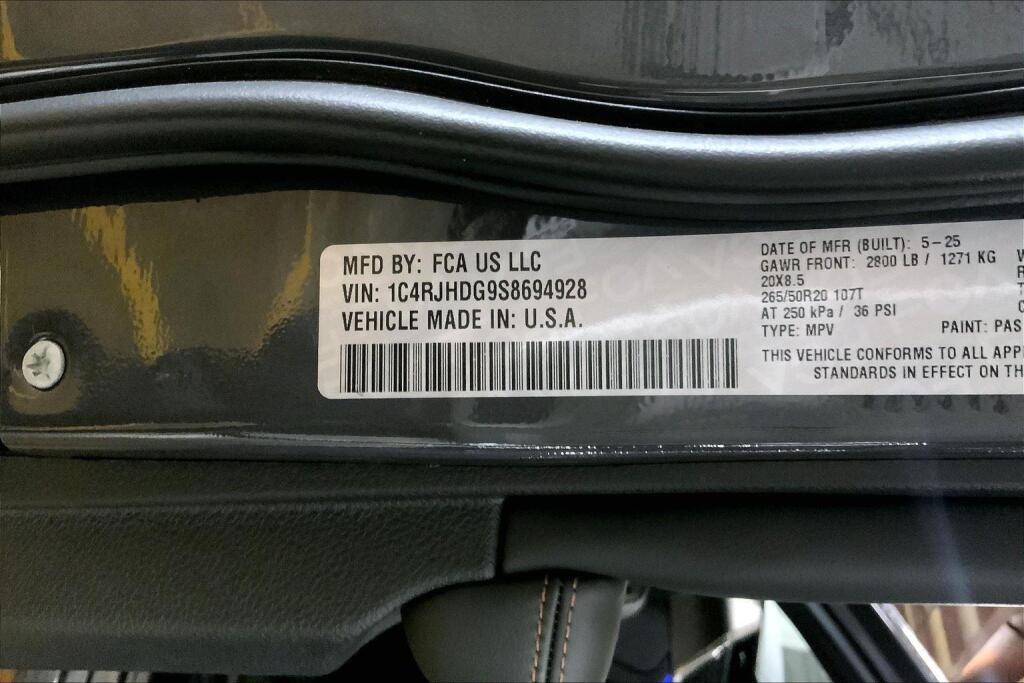 MFD BY: FCA US LLC
VIN: 1C4RJHDG9S8694928
VEHICLE MADE IN: U.S.A.
DATE OF MFR (BUILT): 5-25
GAWR FRONT: 2800 LB / 1271 KG
20X8.5
265/50R20 107T
AT 250 kPa / 36 PSI
TYPE: MPV PAINT: PAS
THIS VEHICLE CONFORMS TO ALL APP
STANDARDS IN EFFECT ON TH